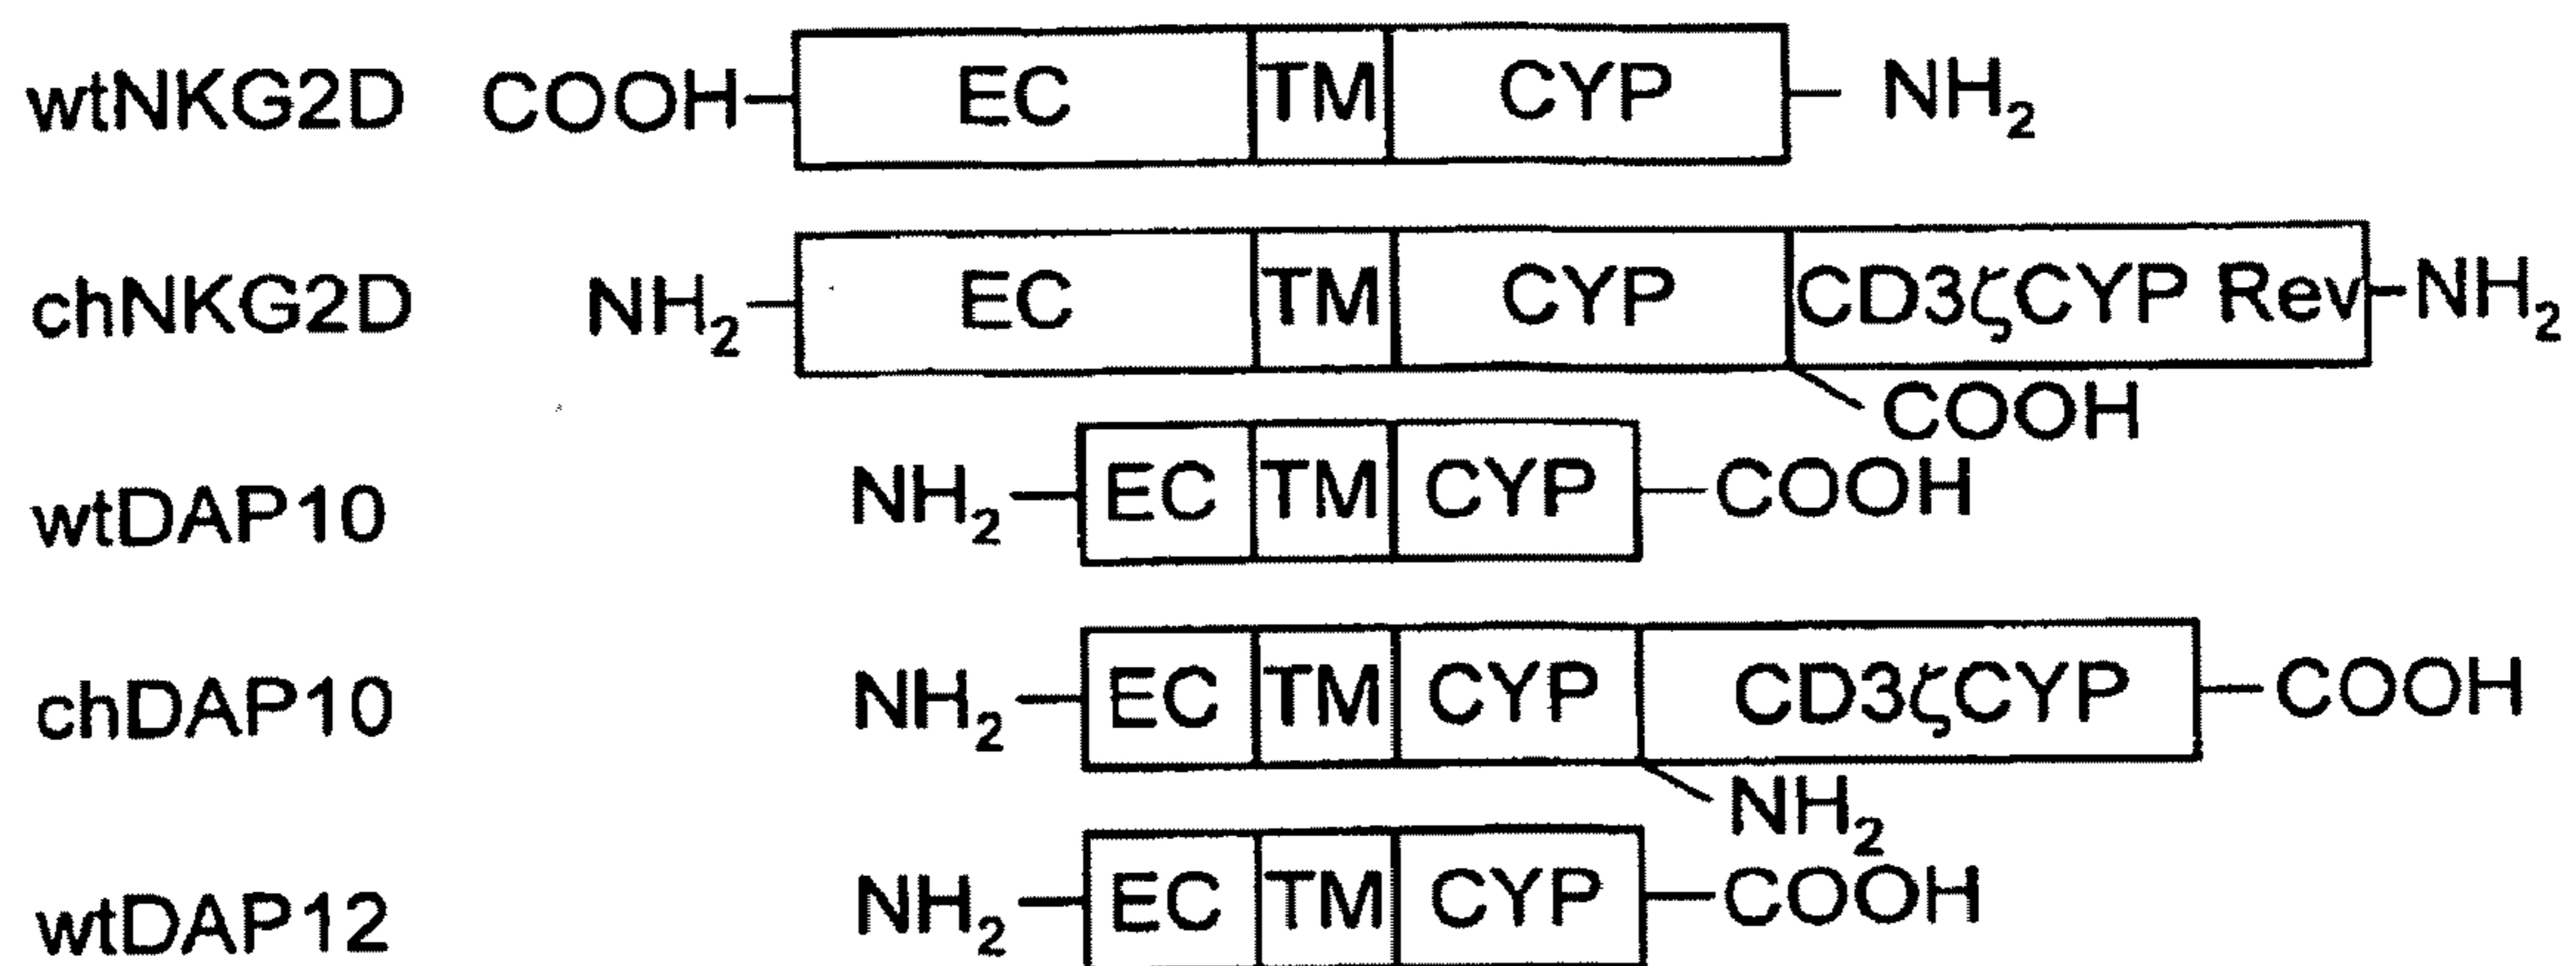 wtNKG2D COOH EC TM CYP NH₂
chNKG2D NH₂ EC TM CYP CD3ζCYP Rev NH₂
COOH
wtDAP10 NH₂ EC TM CYP COOH
chDAP10 NH₂ EC TM CYP CD3ζCYP COOH
NH₂
wtDAP12 NH₂ EC TM CYP COOH